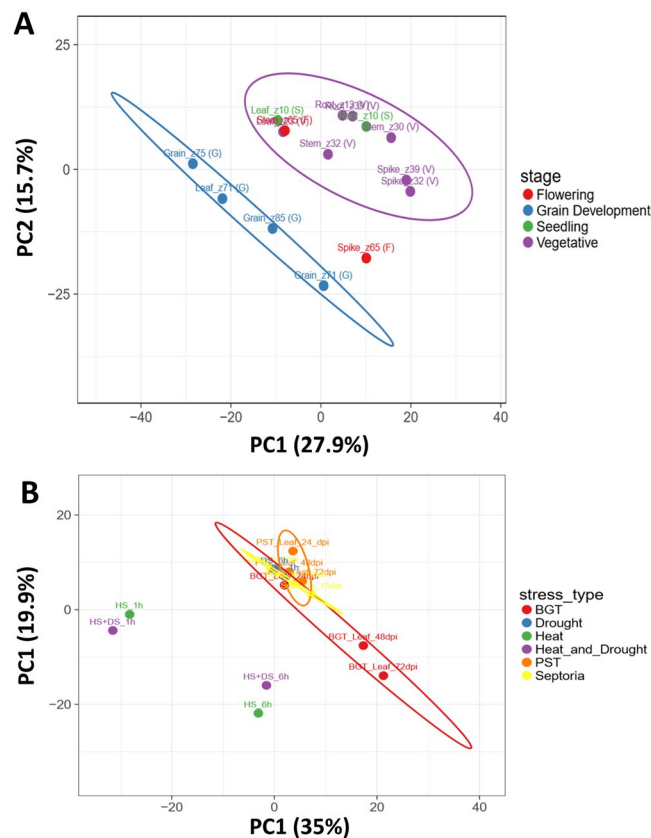 A
25
0
−25
PC2 (15.7%)
Leaf_z10 (S)
Stem_z65 (F)
Stem_z30 (V)
Stem_z32 (V)
Spike_z39 (V)
Spike_z32 (V)
Grain_z75 (G)
Leaf_z71 (G)
Grain_z85 (G)
Spike_z65 (F)
Grain_z71 (G)
−40
−20
0
20
40
PC1 (27.9%)
stage
Flowering
Grain Development
Seedling
Vegetative
B
20
0
−20
PC1 (19.9%)
PST_Leaf_24_dpi
HS_1h
HS+DS_1h
BGT_Leaf_48dpi
BGT_Leaf_72dpi
HS+DS_6h
HS_6h
−20
0
20
40
PC1 (35%)
stress_type
BGT
Drought
Heat
Heat_and_Drought
PST
Septoria